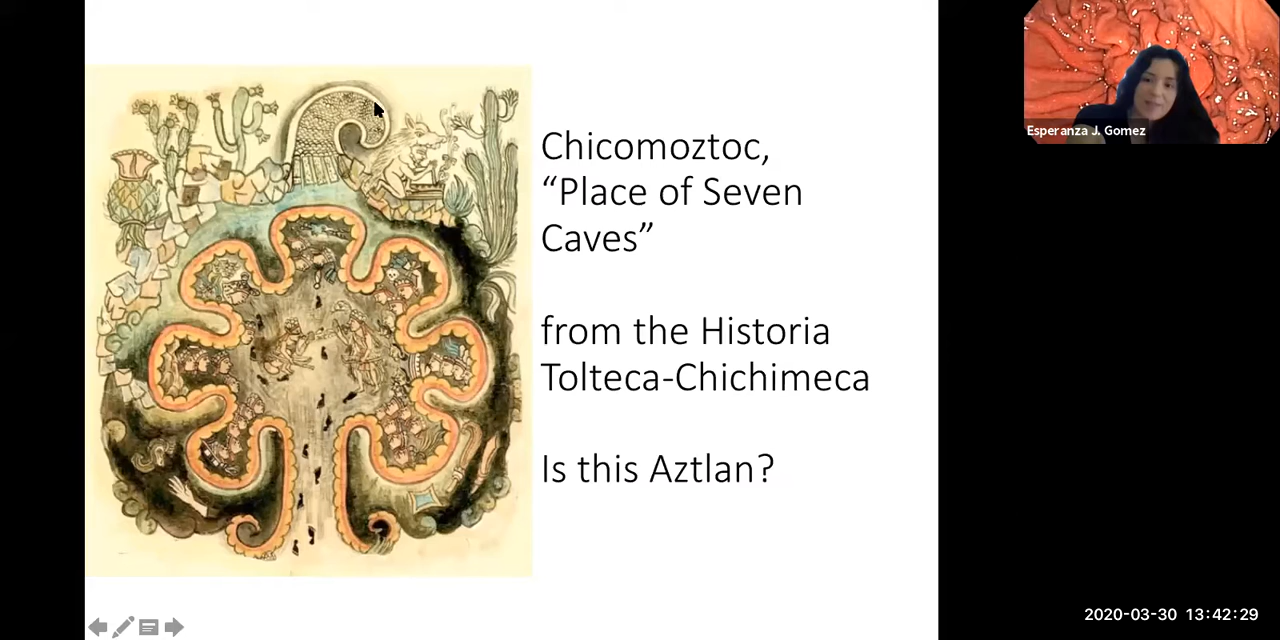 Esperanza J. Gomez
Chicomoztoc,
“Place of Seven
Caves”
from the Historia
Tolteca-Chichimeca
Is this Aztlan?
2020-03-30 13:42:29